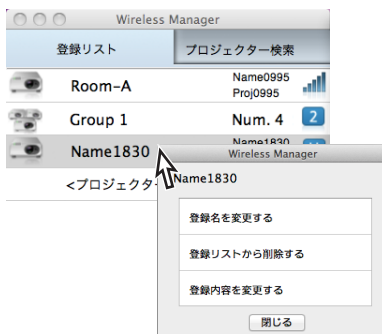 Wireless Manager
登録リスト
プロジェクター検索
Room-A
Name0995
Proj0995
Group 1
Num. 4
2
Name1830
Name1830
<プロジェクタ
Wireless Manager
Name1830
登録名を変更する
登録リストから削除する
登録内容を変更する
閉じる